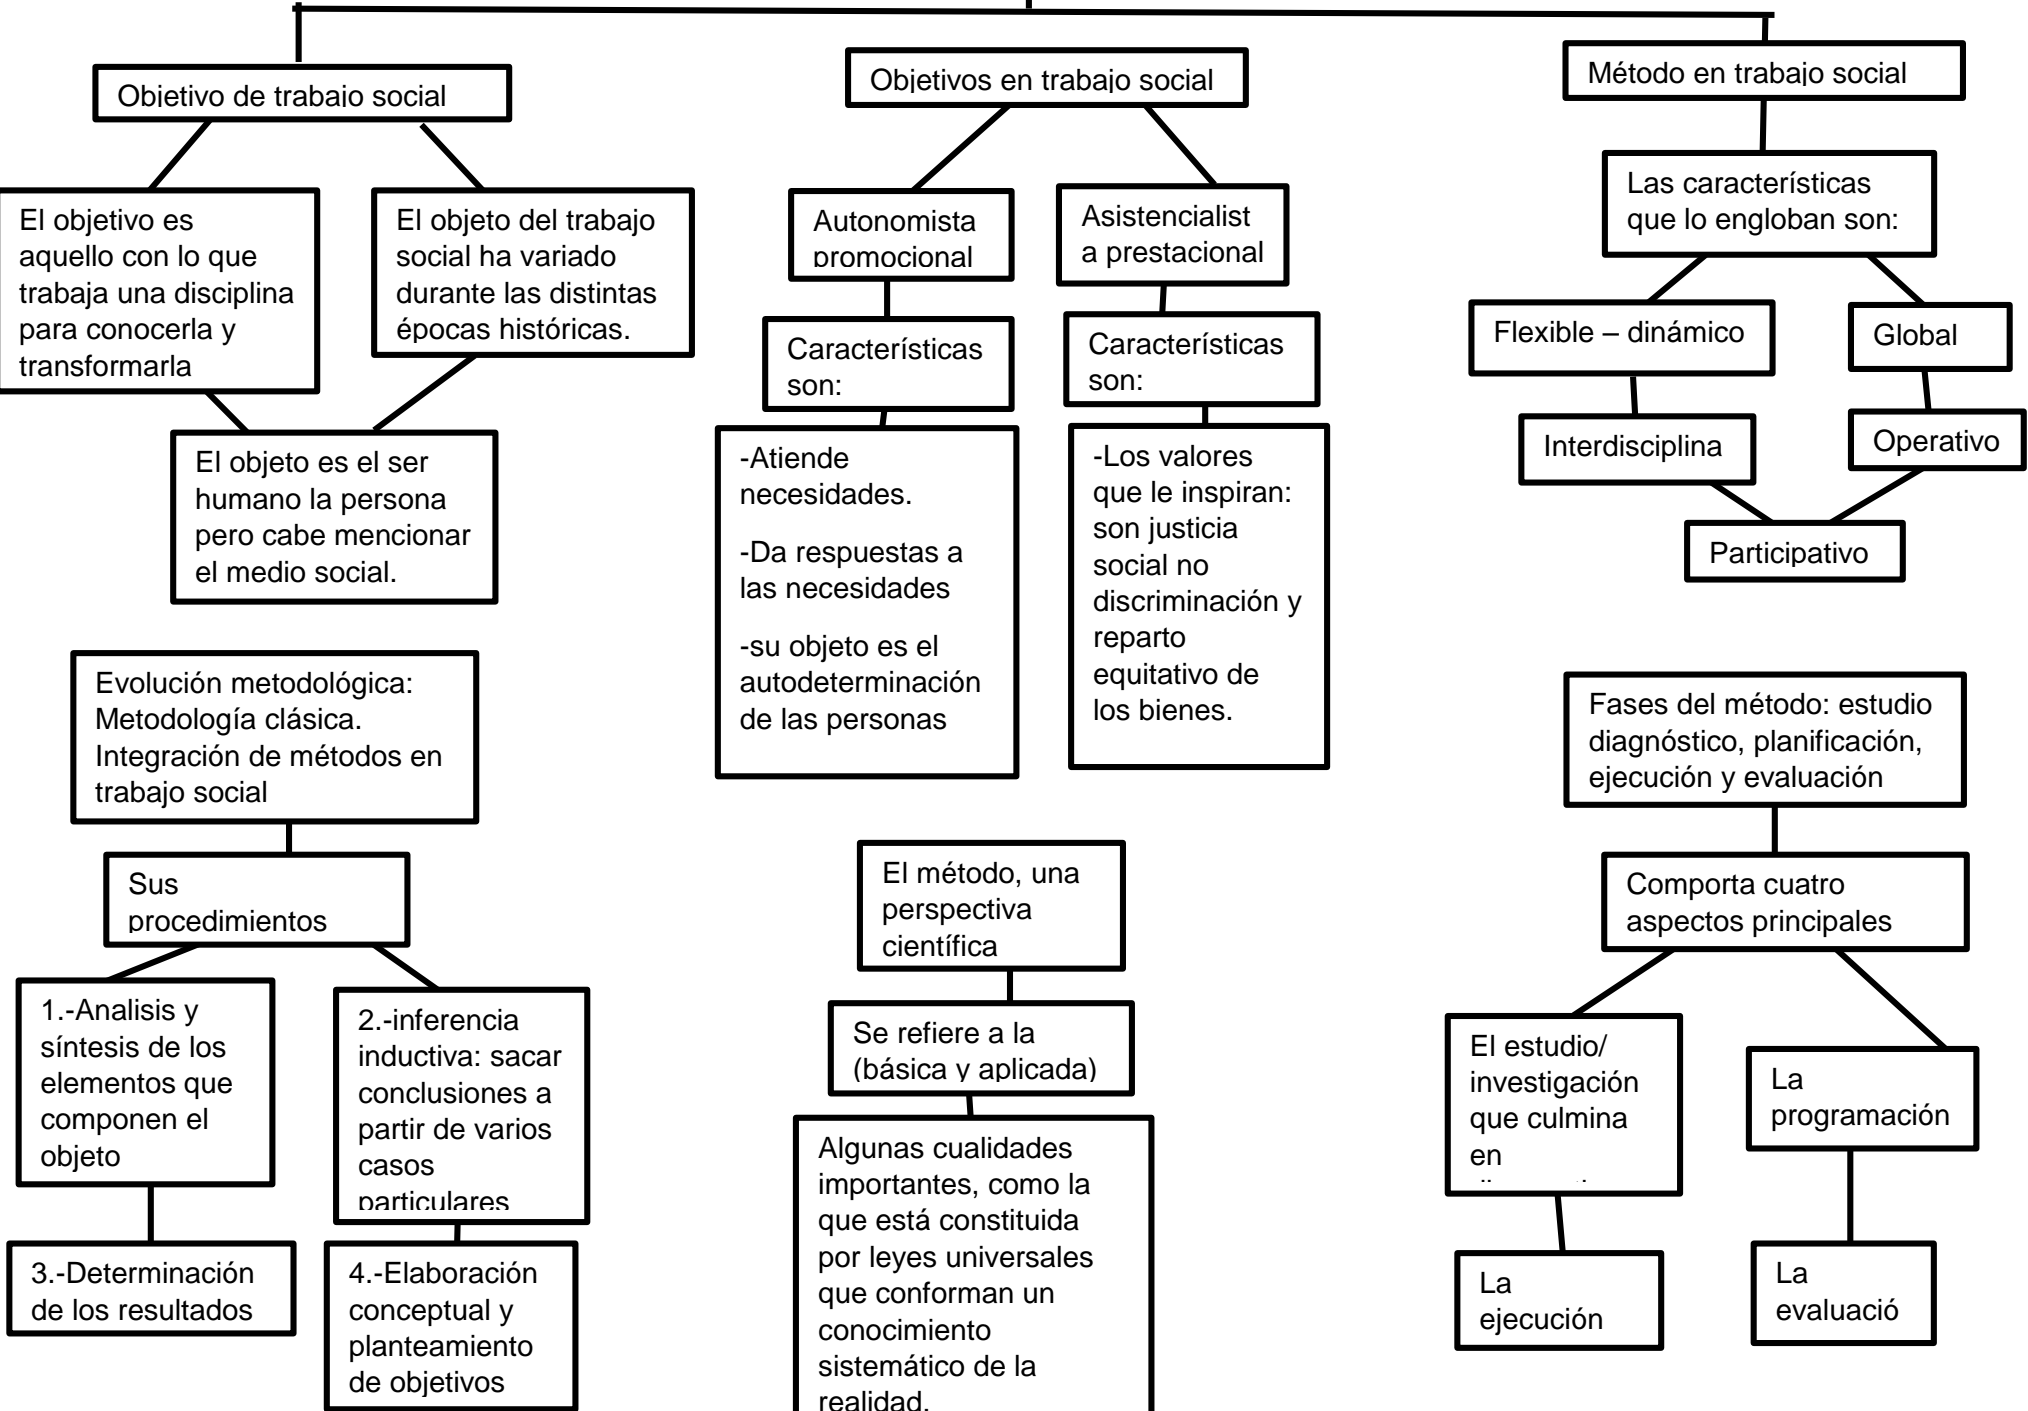 Objetivo de trabajo social
El objetivo es
aquello con lo que
trabaja una disciplina
para conocerla y
transformarla
El objeto del trabajo
social ha variado
durante las distintas
épocas históricas.
El objeto es el ser
humano la persona
pero cabe mencionar
el medio social.
Objetivos en trabajo social
Autonomista
promocional
Características
son:
-Atiende
necesidades.
-Da respuestas a
las necesidades
-su objeto es el
autodeterminación
de las personas
Asistencialist
a prestacional
Características
son:
-Los valores
que le inspiran:
son justicia
social no
discriminación y
reparto
equitativo de
los bienes.
Método en trabajo social
Las características
que lo engloban son:
Flexible – dinámico
Global
Interdisciplina
Operativo
Participativo
Evolución metodológica:
Metodología clásica.
Integración de métodos en
trabajo social
Sus
procedimientos
1.-Analisis y
síntesis de los
elementos que
componen el
objeto
2.-inferencia
inductiva: sacar
conclusiones a
partir de varios
casos
particulares
3.-Determinación
de los resultados
4.-Elaboración
conceptual y
planteamiento
de objetivos
El método, una
perspectiva
científica
Se refiere a la
(básica y aplicada)
Algunas cualidades
importantes, como la
que está constituida
por leyes universales
que conforman un
conocimiento
sistemático de la
realidad.
Fases del método: estudio
diagnóstico, planificación,
ejecución y evaluación
Comporta cuatro
aspectos principales
El estudio/
investigación
que culmina
en
La
programación
La
ejecución
La
evaluació